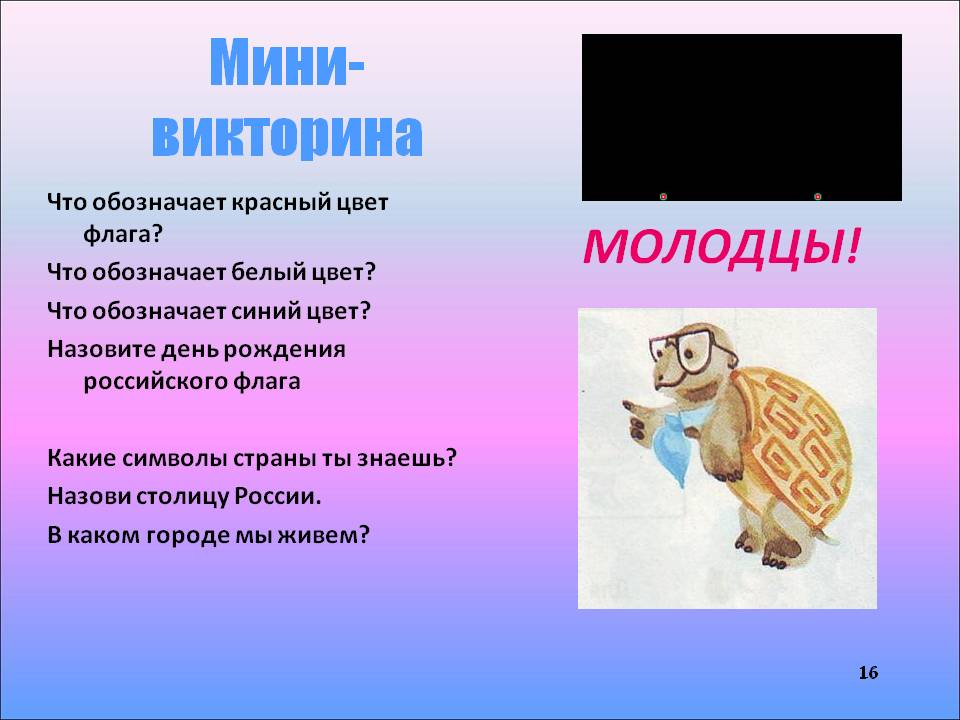 Мини-
викторина
Что обозначает красный цвет
флага?
Что обозначает белый цвет?
Что обозначает синий цвет?
Назовите день рождения
российского флага
Какие символы страны ты знаешь?
Назови столицу России.
В каком городе мы живем?
МОЛОДЦЫ!
16